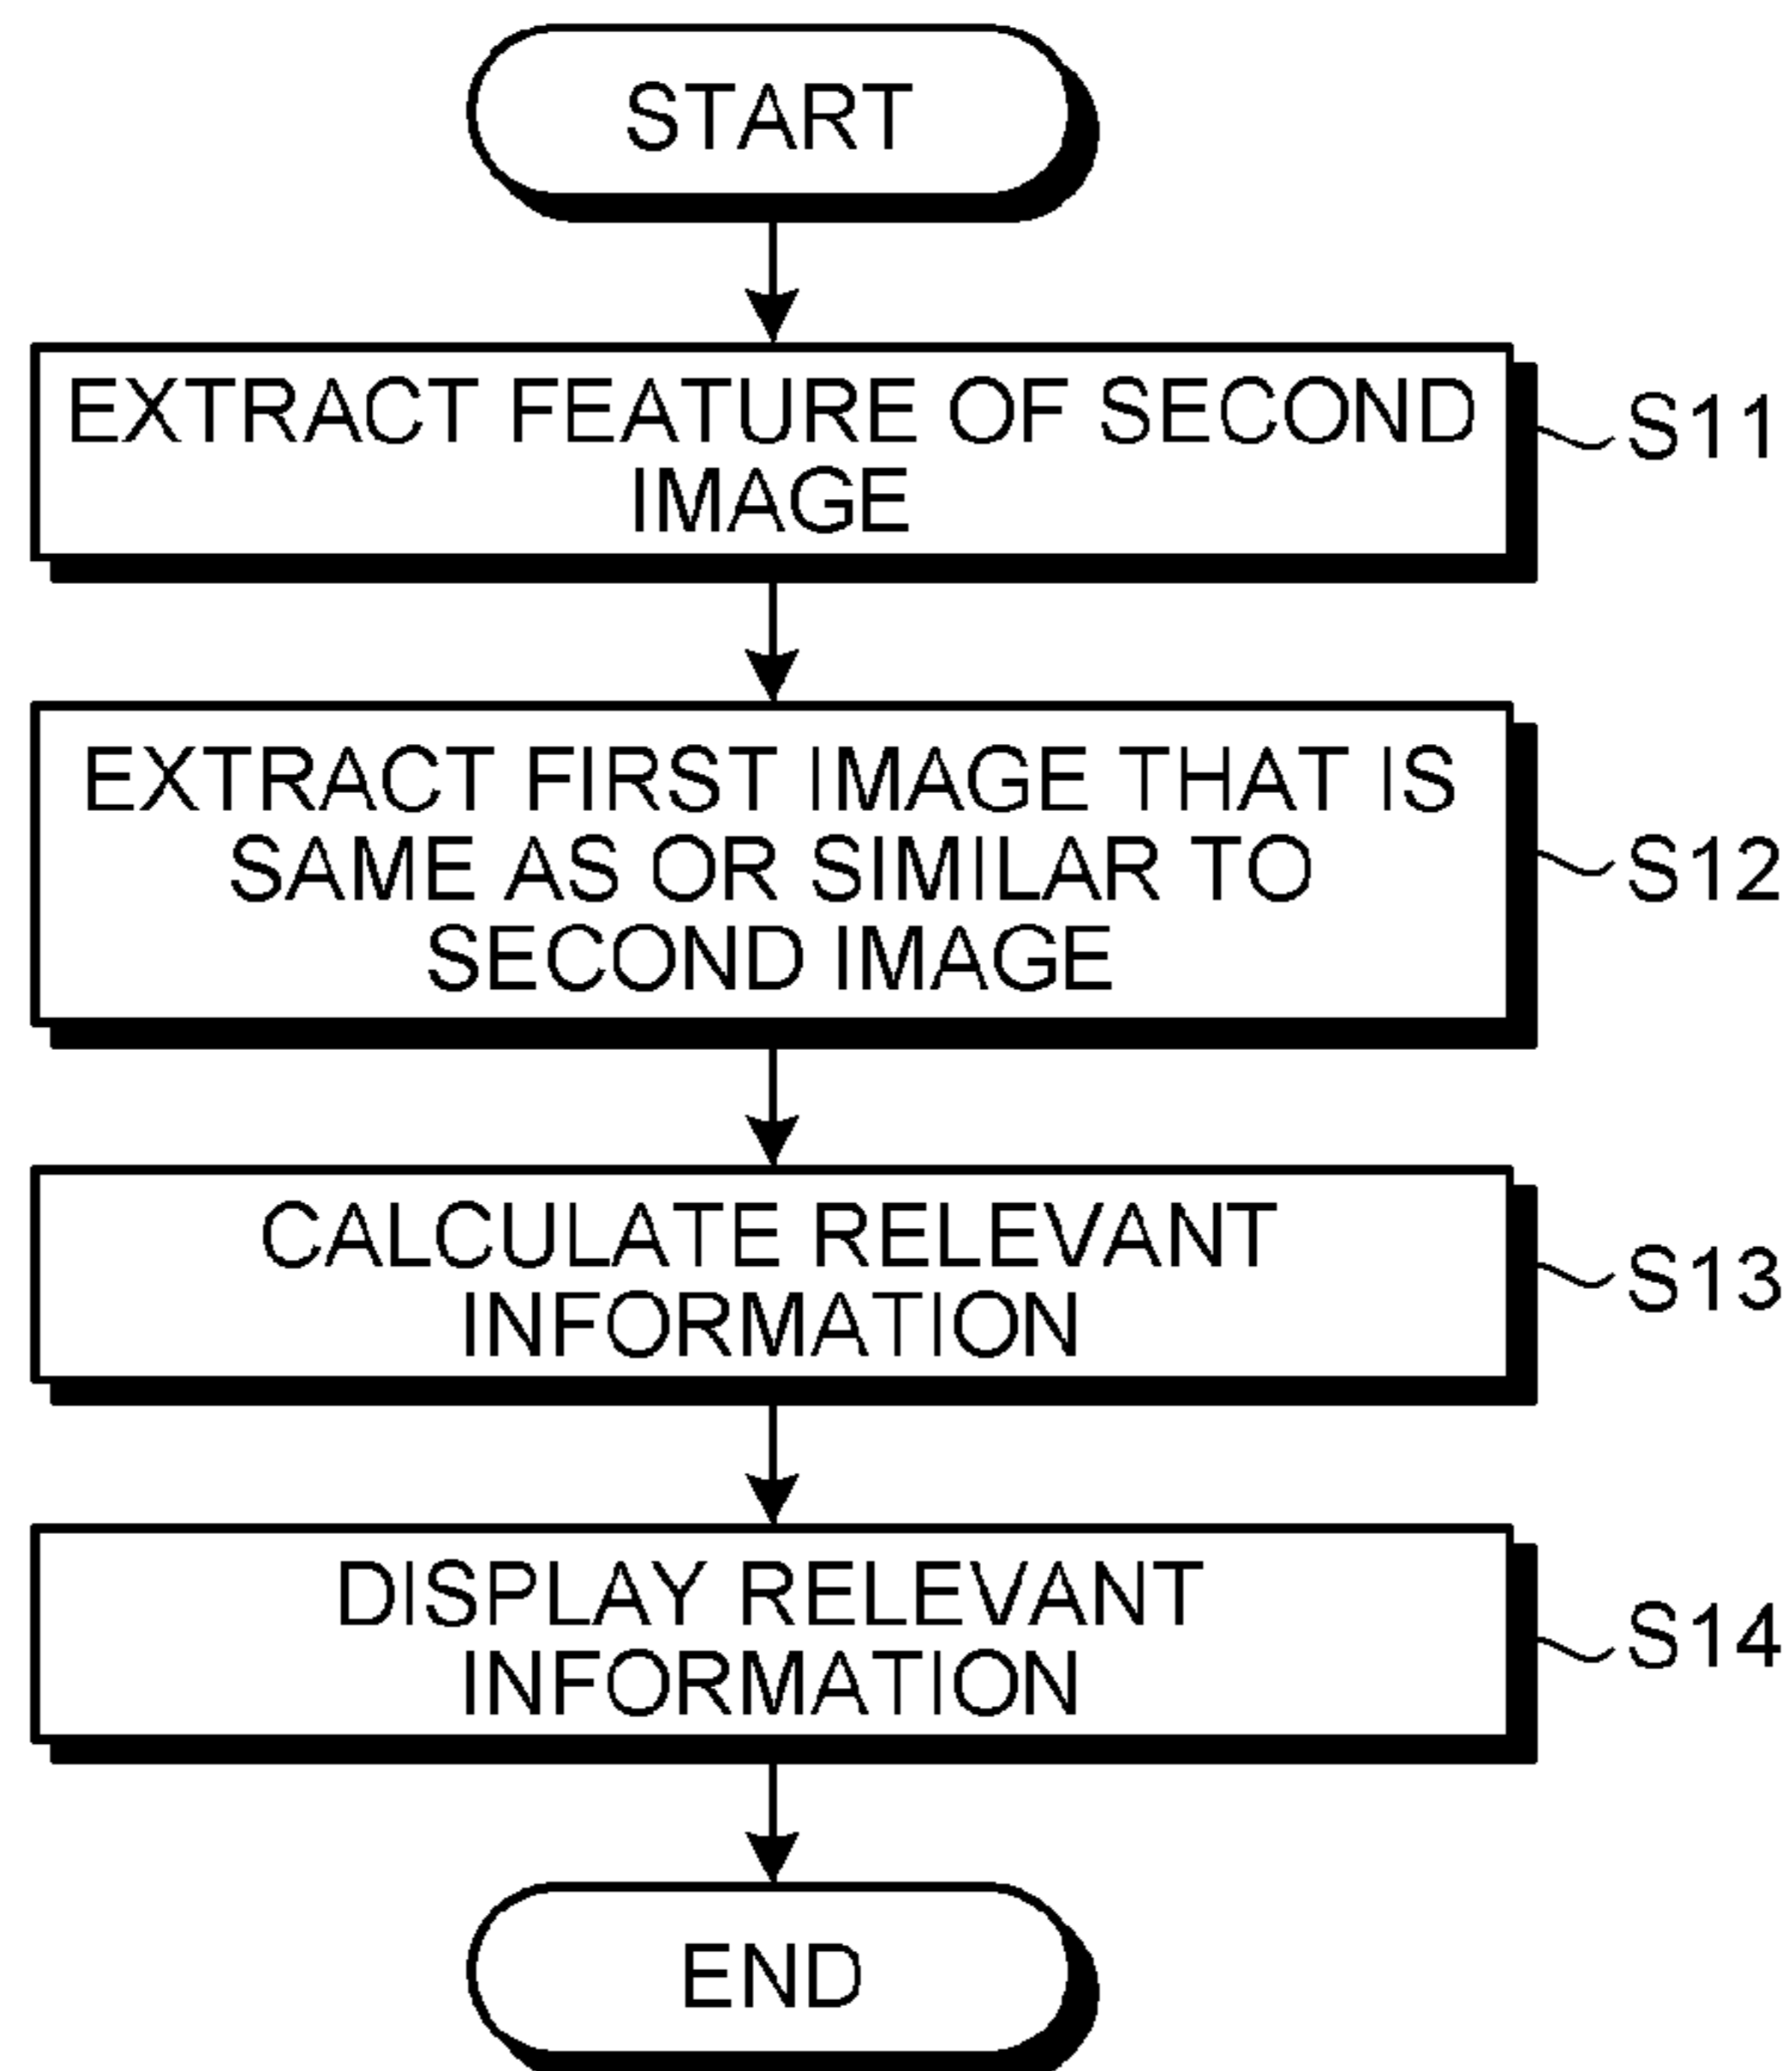 START
EXTRACT FEATURE OF SECOND
IMAGE
S11
EXTRACT FIRST IMAGE THAT IS
SAME AS OR SIMILAR TO
SECOND IMAGE
S12
CALCULATE RELEVANT
INFORMATION
S13
DISPLAY RELEVANT
INFORMATION
S14
END